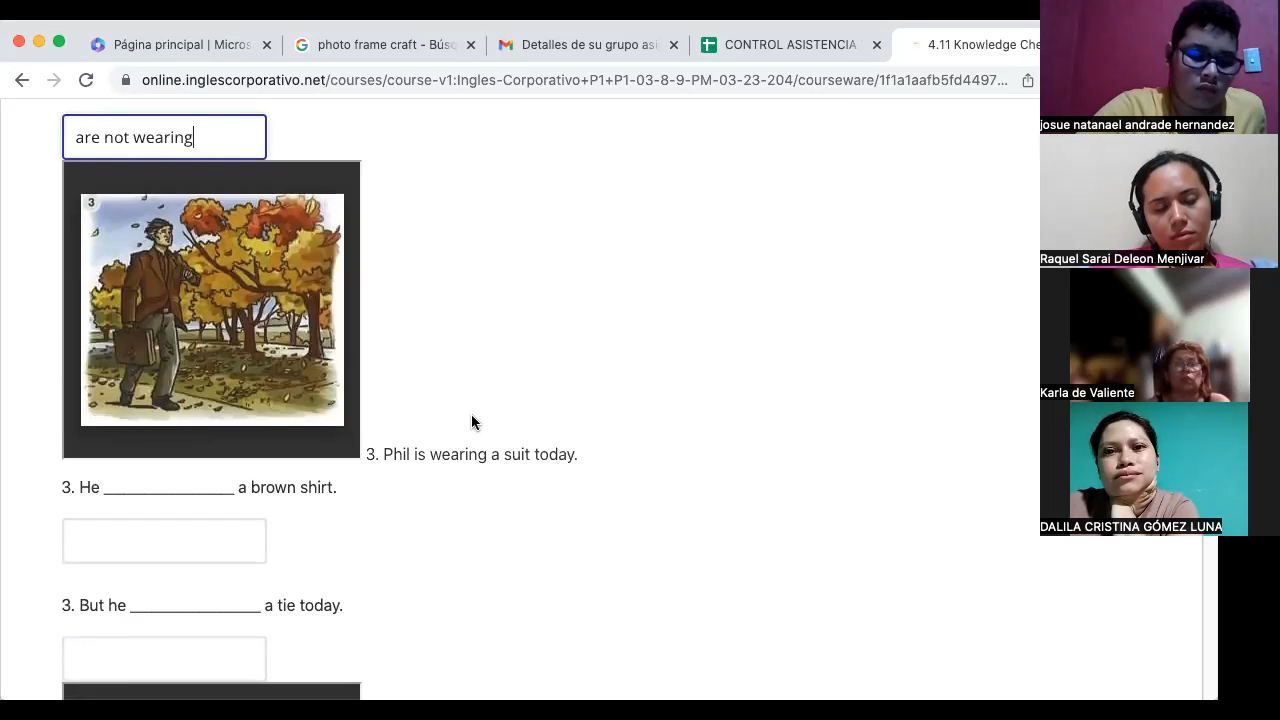 Página principal | Micros
photo frame craft - Búsq
Detalles de su grupo asi
CONTROL ASISTENCIA
4.11 Knowledge Che
online.inglescorporativo.net/courses/course-v1:Ingles-Corporativo+P1+P1-03-8-9-PM-03-23-204/courseware/1f1a1aafb5fd4497...
are not wearing
3
3. Phil is wearing a suit today.
3. He ________________ a brown shirt.
3. But he ________________ a tie today.
josue natanael andrade hernandez
Raquel Sarai Deleon Menjivar
Karla de Valiente
DALILA CRISTINA GÓMEZ LUNA